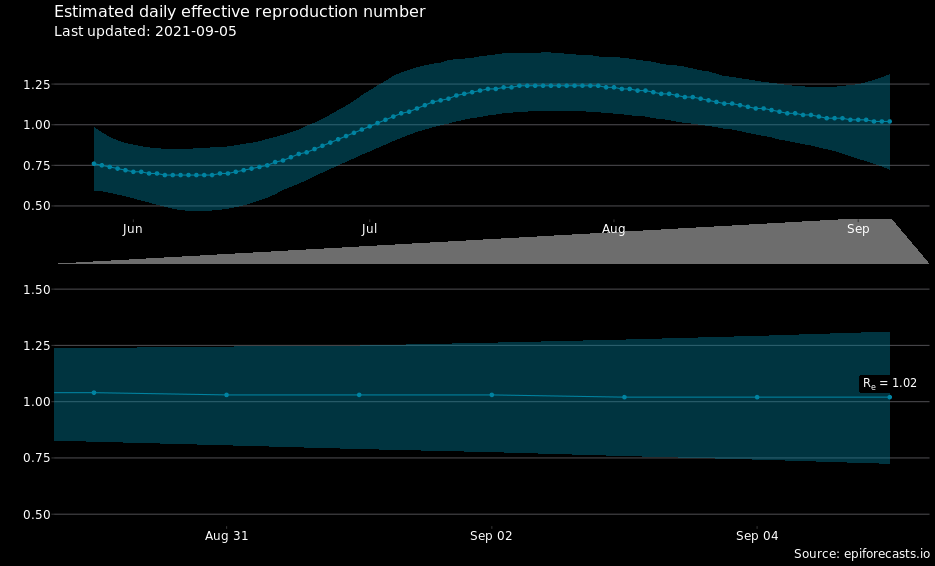 Estimated daily effective reproduction number
Last updated: 2021-09-05
1.25
1.00
0.75
0.50
Jun Jul Aug Sep
1.50
1.25
Re = 1.02
1.00
0.75
0.50
Aug 31 Sep 02 Sep 04
Source: epiforecasts.io